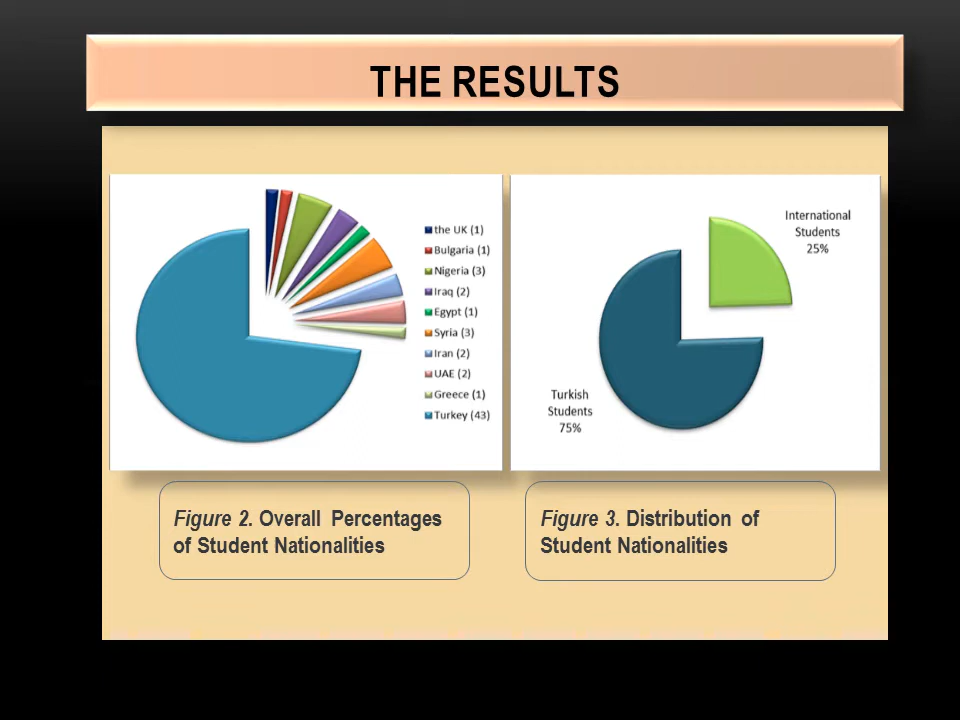 THE RESULTS
the UK (1)
Bulgaria (1)
Nigeria (3)
Iraq (2)
Egypt (1)
Syria (3)
Iran (2)
UAE (2)
Greece (1)
Turkey (43)
International
Students
25%
Turkish
Students
75%
Figure 2. Overall Percentages
of Student Nationalities
Figure 3. Distribution of
Student Nationalities